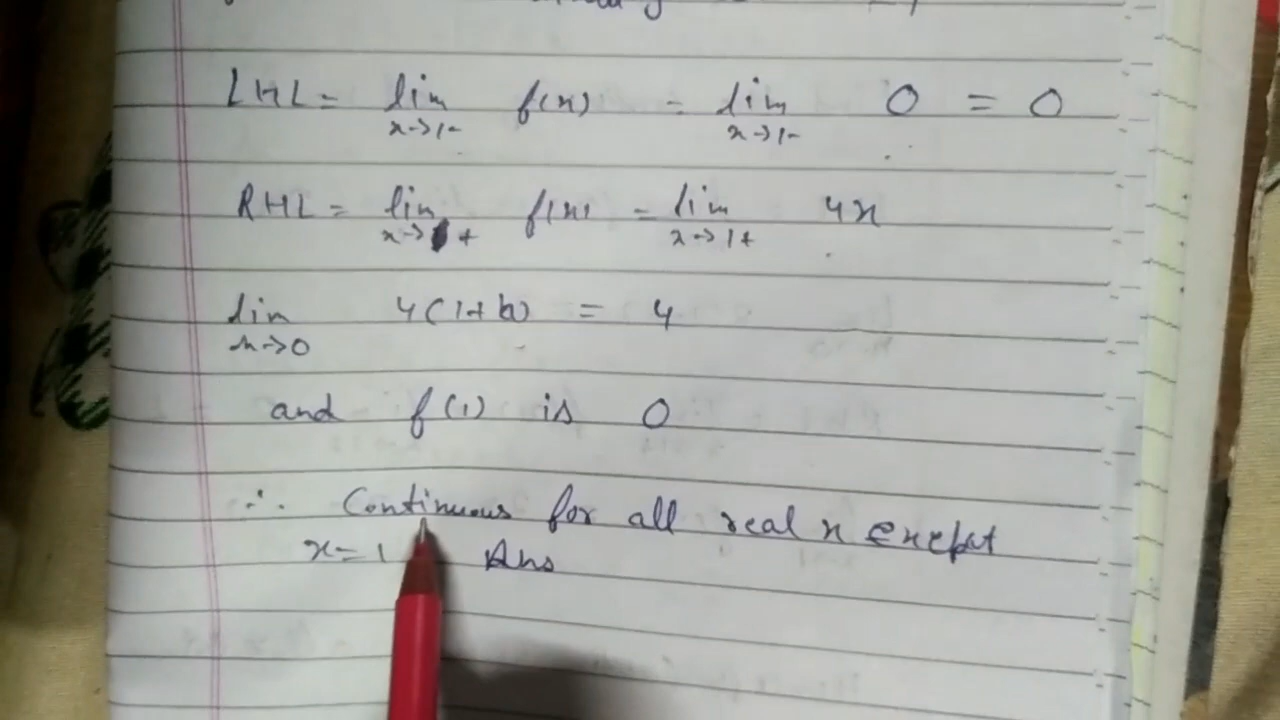 LHL = lim x→1- f(x) = lim x→1- 0 = 0
RHL = lim x→1+ f(x) = lim x→1+ 4x
lim h→0 4(1+h) = 4
and f(1) is 0
∴ Continuous for all real x except
x=1 Ans